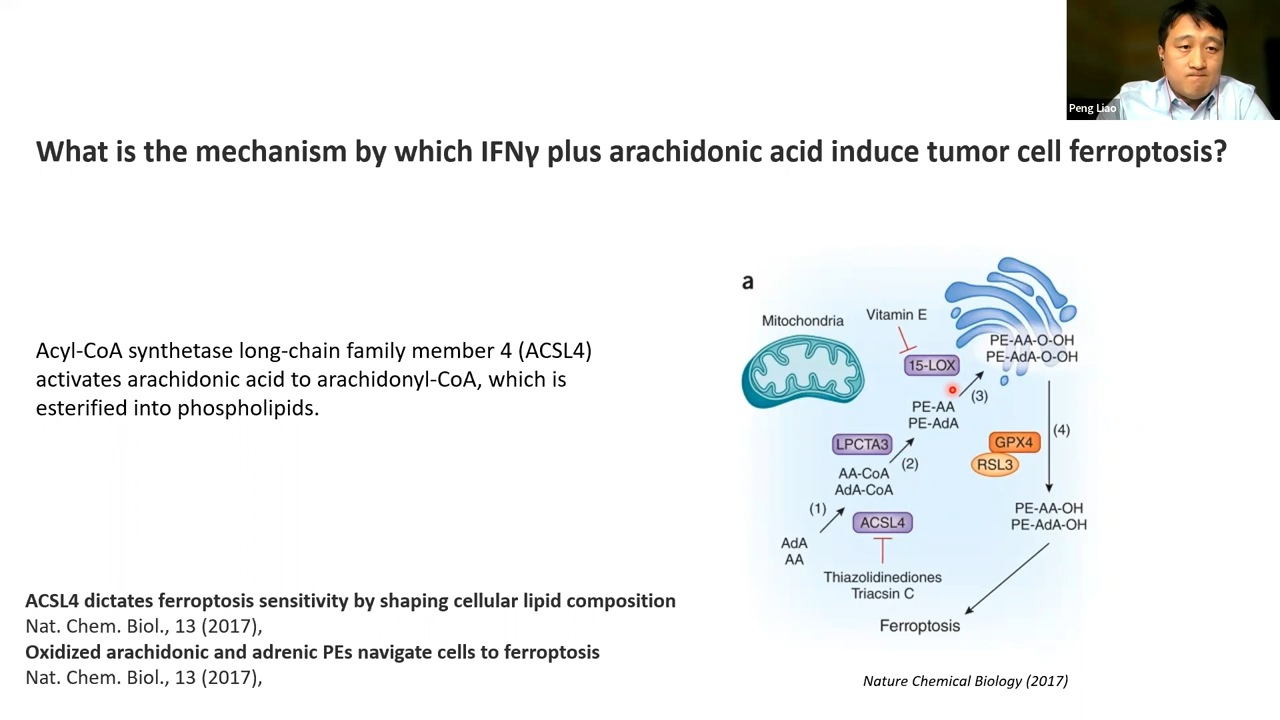 Peng Liao
What is the mechanism by which IFNγ plus arachidonic acid induce tumor cell ferroptosis?
Acyl-CoA synthetase long-chain family member 4 (ACSL4)
activates arachidonic acid to arachidonyl-CoA, which is
esterified into phospholipids.
ACSL4 dictates ferroptosis sensitivity by shaping cellular lipid composition
Nat. Chem. Biol., 13 (2017),
Oxidized arachidonic and adrenic PEs navigate cells to ferroptosis
Nat. Chem. Biol., 13 (2017),
a
Mitochondria
Vitamin E
15-LOX
PE-AA-O-OH
PE-AdA-O-OH
(3)
PE-AA
PE-AdA
(4)
LPCTA3
GPX4
RSL3
(2)
AA-CoA
AdA-CoA
(1)
ACSL4
PE-AA-OH
PE-AdA-OH
AdA
AA
Thiazolidinediones
Triacsin C
Ferroptosis
Nature Chemical Biology (2017)